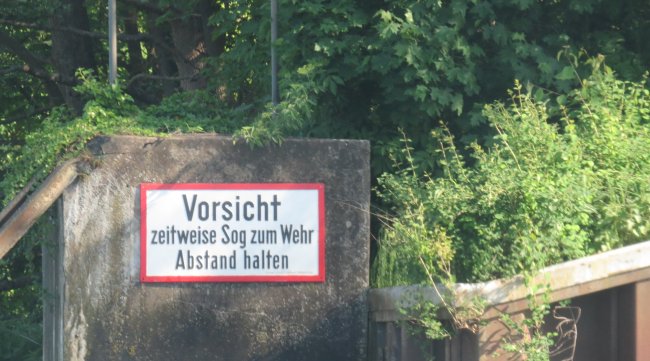 Vorsicht
zeitweise Sog zum Wehr
Abstand halten